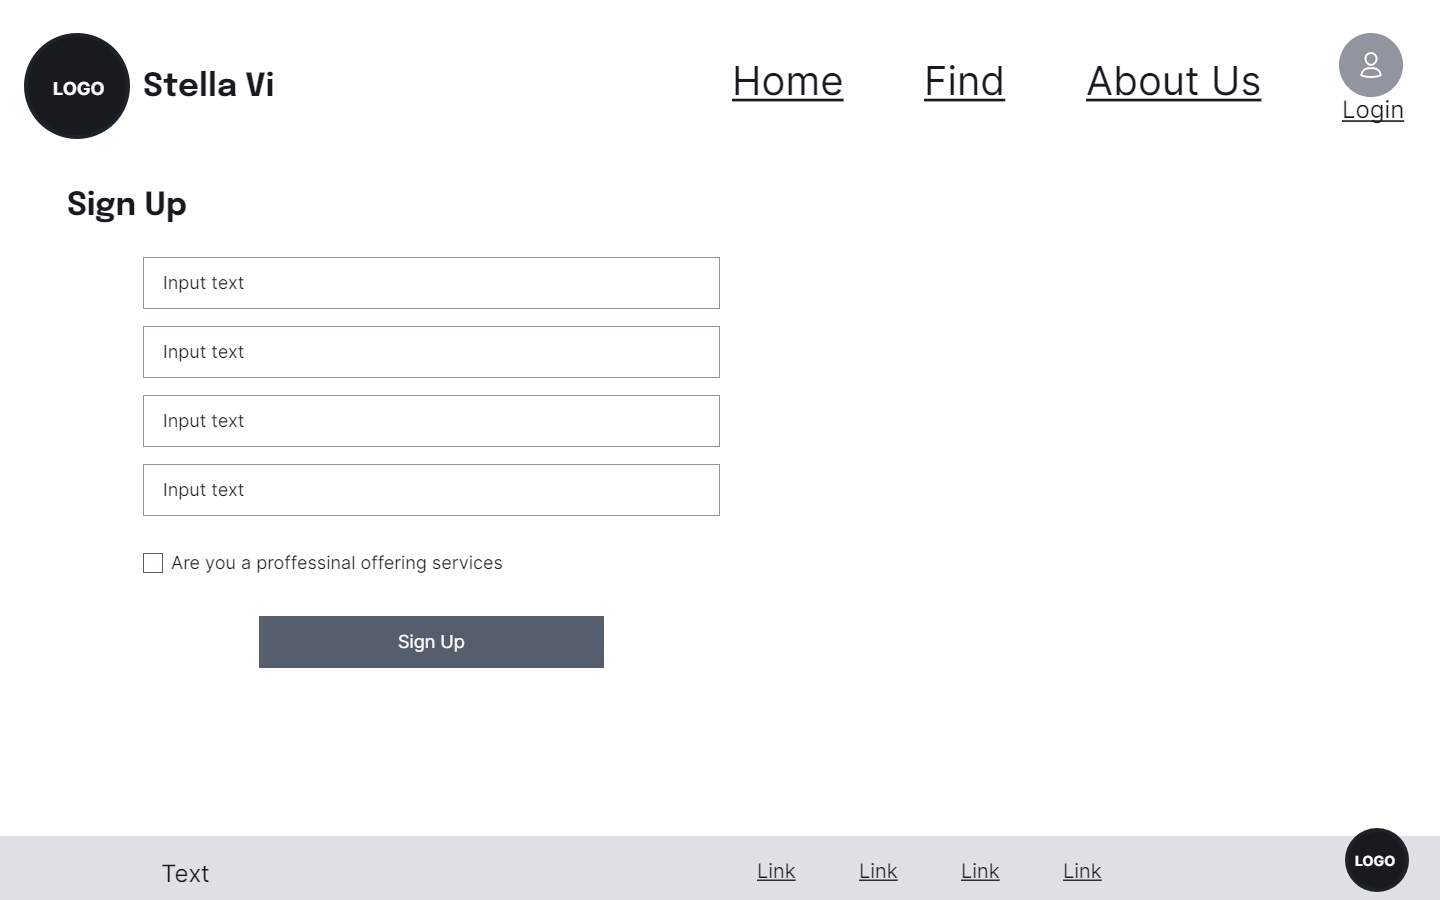 LOGO
Stella Vi
Home
Find
About Us
Login
Sign Up
Input text
Input text
Input text
Input text
Are you a proffessinal offering services
Sign Up
Text
Link
Link
Link
Link
LOGO